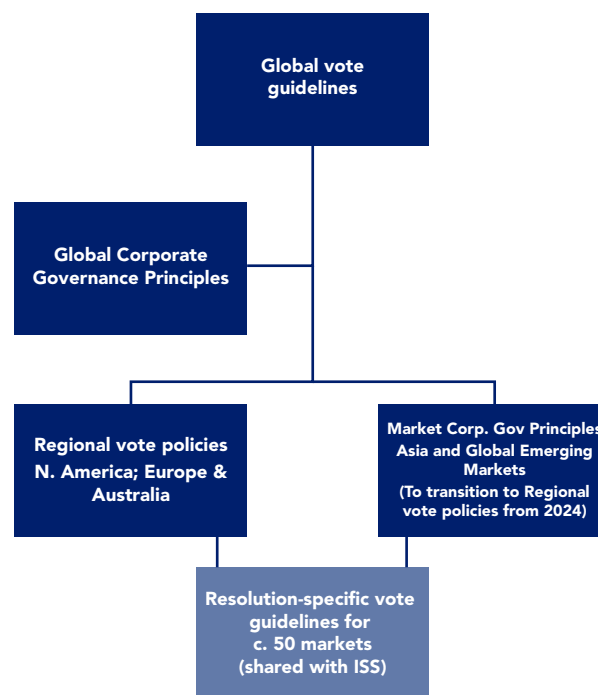 Global vote
guidelines
Global Corporate
Governance Principles
Regional vote policies
N. America; Europe &
Australia
Market Corp. Gov Principles
Asia and Global Emerging
Markets
(To transition to Regional
vote policies from 2024)
Resolution-specific vote
guidelines for
c. 50 markets
(shared with ISS)